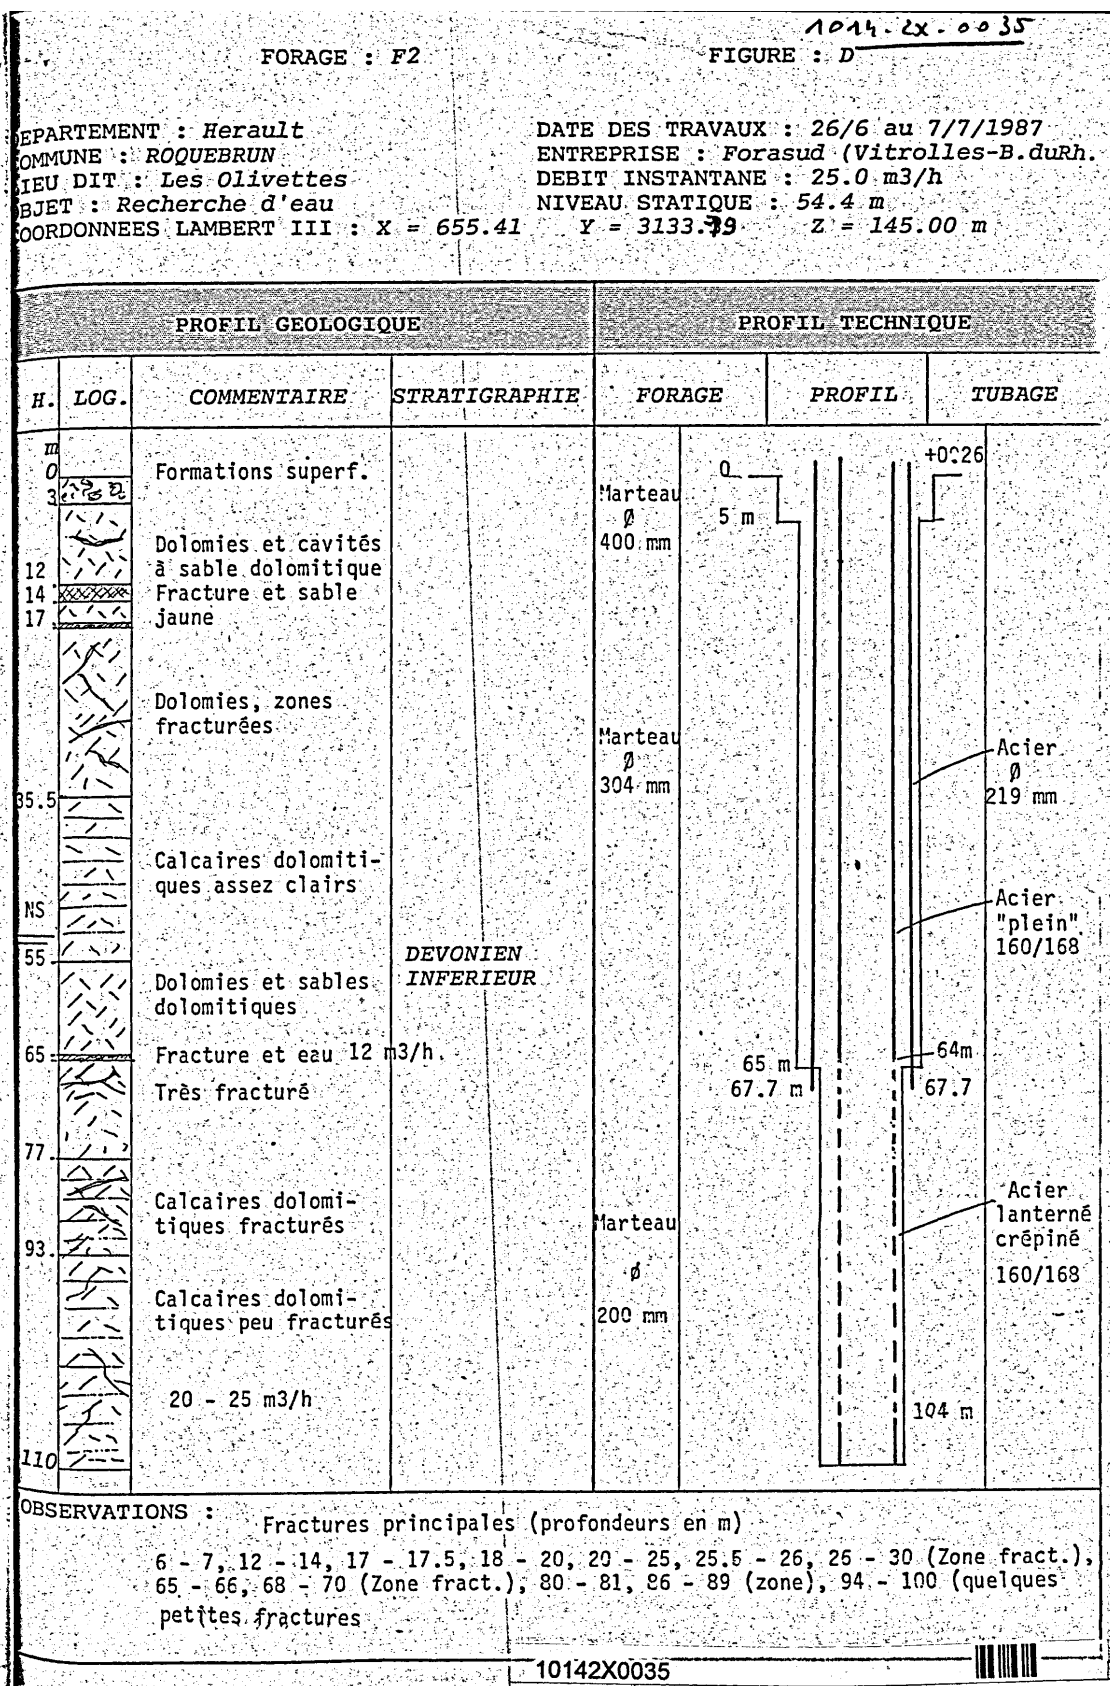 1014-2X-0035
FORAGE : F2 FIGURE : D
EPARTEMENT : Herault DATE DES TRAVAUX : 26/6 au 7/7/1987
OMMUNE : ROQUEBRUN ENTREPRISE : Forasud (Vitrolles-B.duRh.
IEU DIT : Les Olivettes DEBIT INSTANTANE : 25.0 m3/h
BJET : Recherche d'eau NIVEAU STATIQUE : 54.4 m
OORDONNEES LAMBERT III : X = 655.41 Y = 3133.79 Z = 145.00 m
PROFIL GEOLOGIQUE PROFIL TECHNIQUE
H. LOG. COMMENTAIRE STRATIGRAPHIE FORAGE PROFIL TUBAGE
m
0 Formations superf. 0 +0.26
3 Marteau
Ø 5 m
Dolomies et cavités 400 mm
12 à sable dolomitique
14 Fracture et sable
17 jaune
Dolomies, zones
fracturées
Marteau Acier
Ø Ø
304 mm 219 mm
35.5
Calcaires dolomiti-
ques assez clairs
NS Acier
"plein"
160/168
55 DEVONIEN
INFERIEUR
Dolomies et sables
dolomitiques
65 Fracture et eau 12 m3/h. 65 m 64m
Très fracturé 67.7 m 67.7
77
Calcaires dolomi- Acier
tiques fracturés Marteau lanterné
93 crépiné
Ø 160/168
Calcaires dolomi-
tiques peu fracturés 200 mm
20 - 25 m3/h 104 m
110
OBSERVATIONS :
Fractures principales (profondeurs en m)
6 - 7, 12 - 14, 17 - 17.5, 18 - 20, 20 - 25, 25.5 - 26, 26 - 30 (Zone fract.),
65 - 66, 68 - 70 (Zone fract.), 80 - 81, 86 - 89 (zone), 94 - 100 (quelques
petites fractures
10142X0035